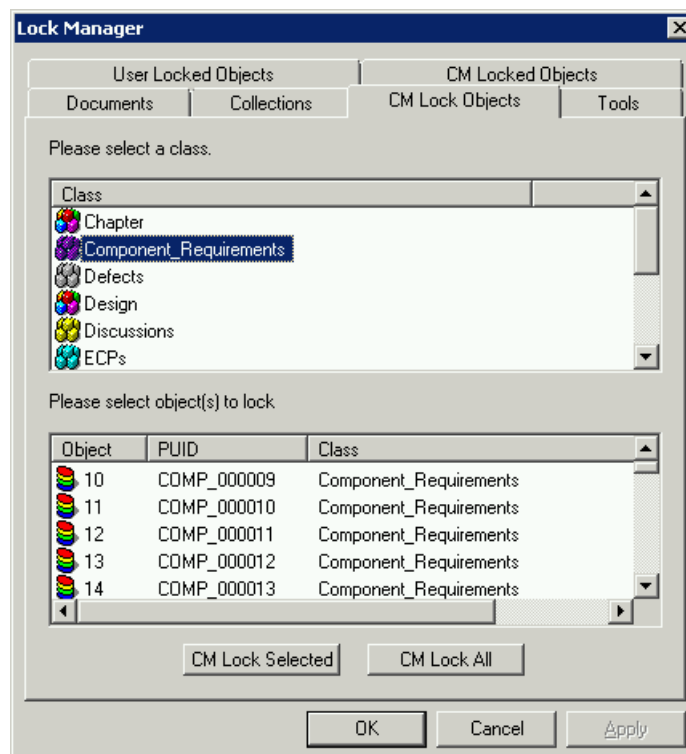 Lock Manager
User Locked Objects CM Locked Objects
Documents Collections CM Lock Objects Tools
Please select a class.
Class
Chapter
Component_Requirements
Defects
Design
Discussions
ECPs
Please select object(s) to lock
Object PUID Class
10 COMP_000009 Component_Requirements
11 COMP_000010 Component_Requirements
12 COMP_000011 Component_Requirements
13 COMP_000012 Component_Requirements
14 COMP_000013 Component_Requirements
CM Lock Selected CM Lock All
OK Cancel Apply